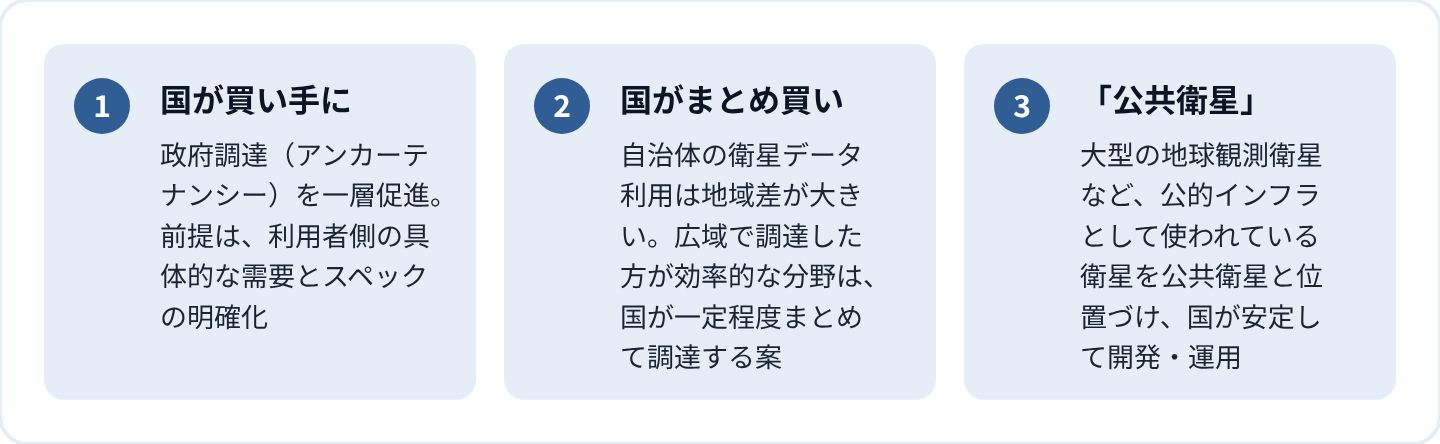 1
国が買い手に
政府調達（アンカーテ
ナンシー）を一層促進。
前提は、利用者側の具
体的な需要とスペック
の明確化
2
国がまとめ買い
自治体の衛星データ
利用は地域差が大き
い。広域で調達した
方が効率的な分野は、
国が一定程度まとめ
て調達する案
3
「公共衛星」
大型の地球観測衛星
など、公的インフラ
として使われている
衛星を公共衛星と位
置づけ、国が安定し
て開発・運用